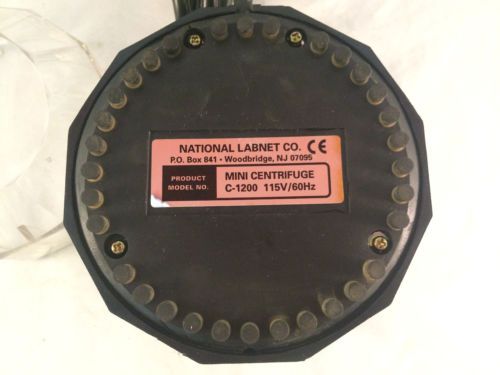 NATIONAL LABNET CO. CE
P.O. Box 841 • Woodbridge, NJ 07095
PRODUCT MINI CENTRIFUGE
MODEL NO. C-1200 115V/60Hz